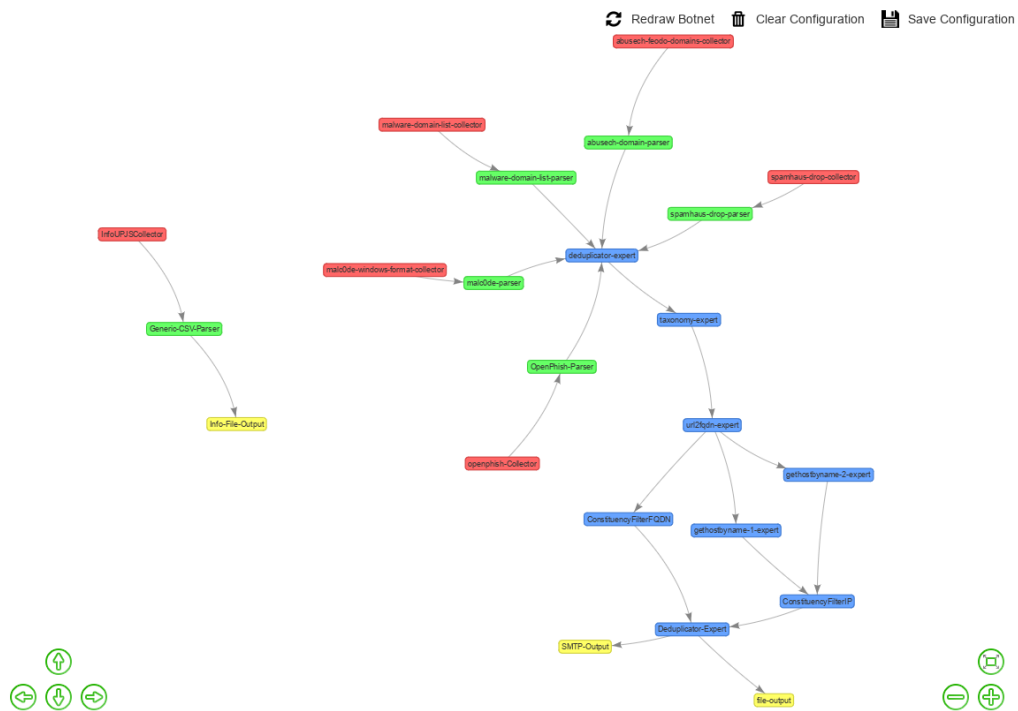 Redraw Botnet
Clear Configuration
Save Configuration
abusech-feodo-domains-collector
malware-domain-list-collector
abusech-domain-parser
malware-domain-list-parser
spamhaus-drop-collector
spamhaus-drop-parser
InfoUPJSCollector
deduplicator-expert
malc0de-windows-format-collector
malc0de-parser
taxonomy-expert
Generic-CSV-Parser
OpenPhish-Parser
Info-File-Output
url2fqdn-expert
openphish-Collector
gethostbyname-2-expert
ConstituencyFilterFQDN
gethostbyname-1-expert
ConstituencyFilterIP
Deduplicator-Expert
SMTP-Output
file-output